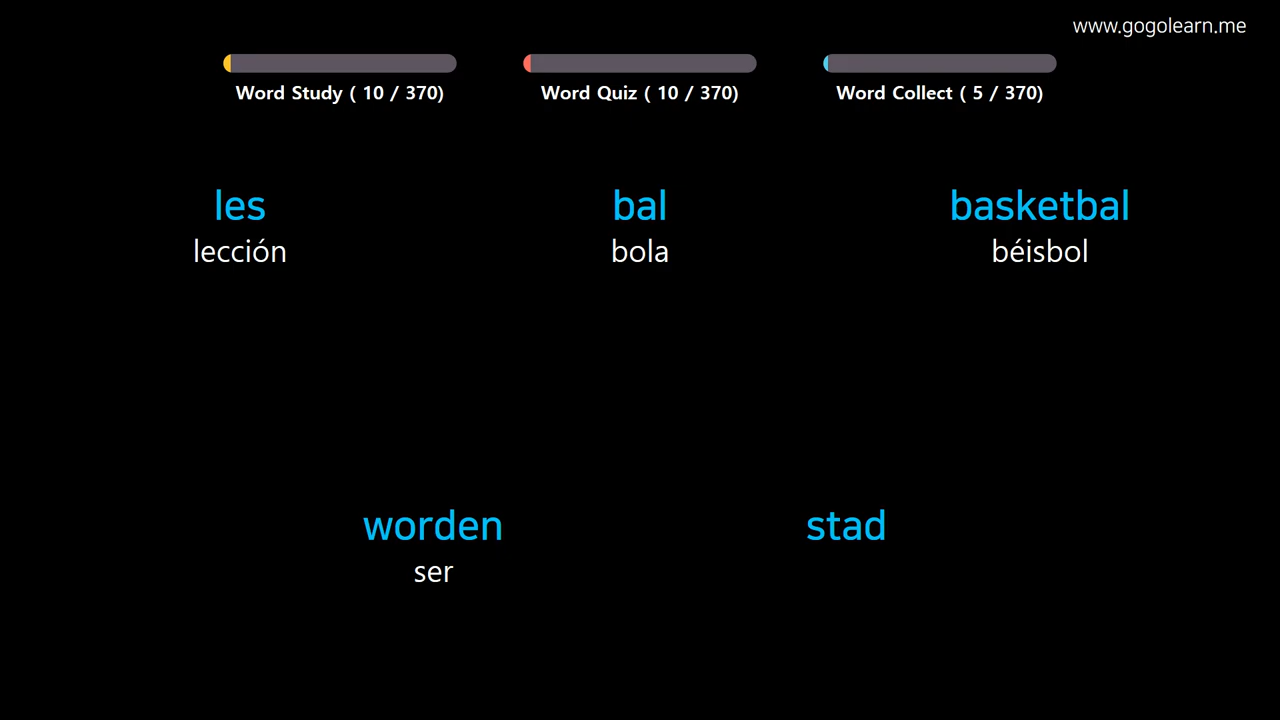 www.gogolearn.me
Word Study ( 10 / 370)
Word Quiz ( 10 / 370)
Word Collect ( 5 / 370)
les
lección
bal
bola
basketbal
béisbol
worden
ser
stad